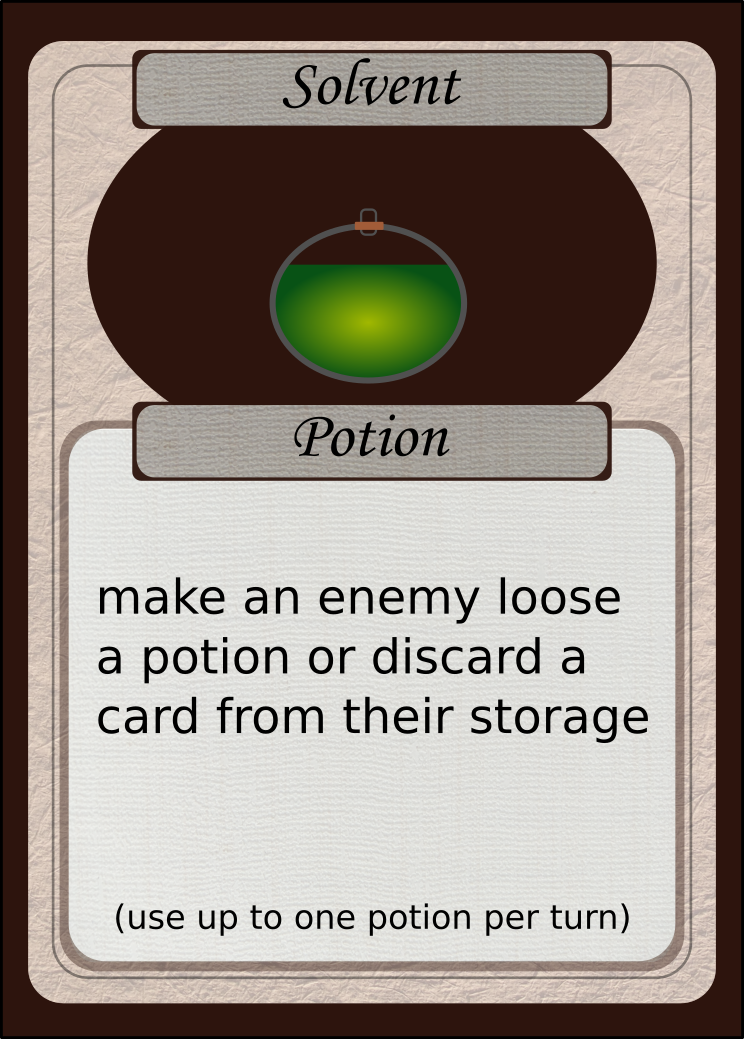 Solvent
Potion
make an enemy loose
a potion or discard a
card from their storage
(use up to one potion per turn)